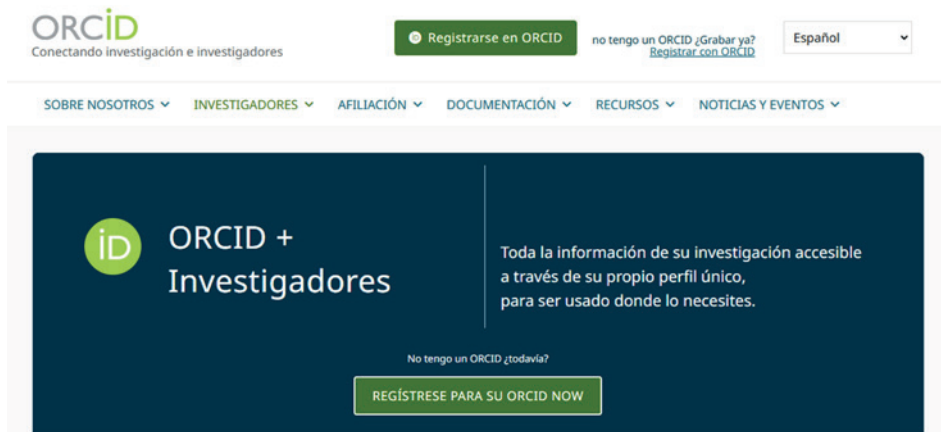 ORCiD
Conectando investigación e investigadores
iD Registrarse en ORCID
no tengo un ORCID ¿Grabar ya?
Registrar con ORCID
Español
SOBRE NOSOTROS INVESTIGADORES AFILIACIÓN DOCUMENTACIÓN RECURSOS NOTICIAS Y EVENTOS
iD
ORCID +
Investigadores
Toda la información de su investigación accesible
a través de su propio perfil único,
para ser usado donde lo necesites.
No tengo un ORCID ¿todavía?
REGÍSTRESE PARA SU ORCID NOW